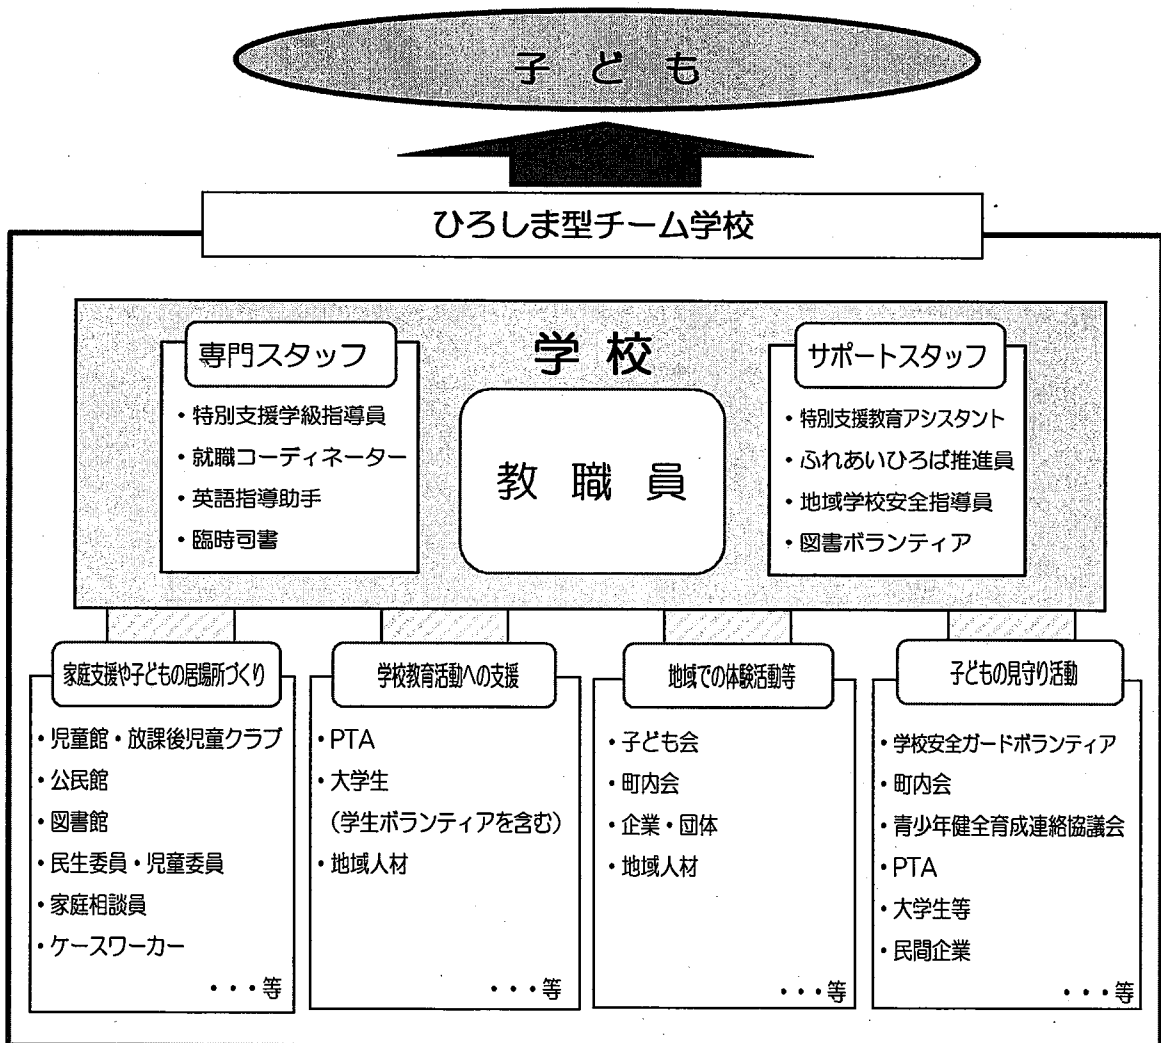 子ども
ひろしま型チーム学校
学校
専門スタッフ
・特別支援学級指導員
・就職コーディネーター
・英語指導助手
・臨時司書
教職員
サポートスタッフ
・特別支援教育アシスタント
・ふれあいひろば推進員
・地域学校安全指導員
・図書ボランティア
家庭支援や子どもの居場所づくり
・児童館・放課後児童クラブ
・公民館
・図書館
・民生委員・児童委員
・家庭相談員
・ケースワーカー
・・・等
学校教育活動への支援
・PTA
・大学生
(学生ボランティアを含む)
・地域人材
・・・等
地域での体験活動等
・子ども会
・町内会
・企業・団体
・地域人材
・・・等
子どもの見守り活動
・学校安全ガードボランティア
・町内会
・青少年健全育成連絡協議会
・PTA
・大学生等
・民間企業
・・・等